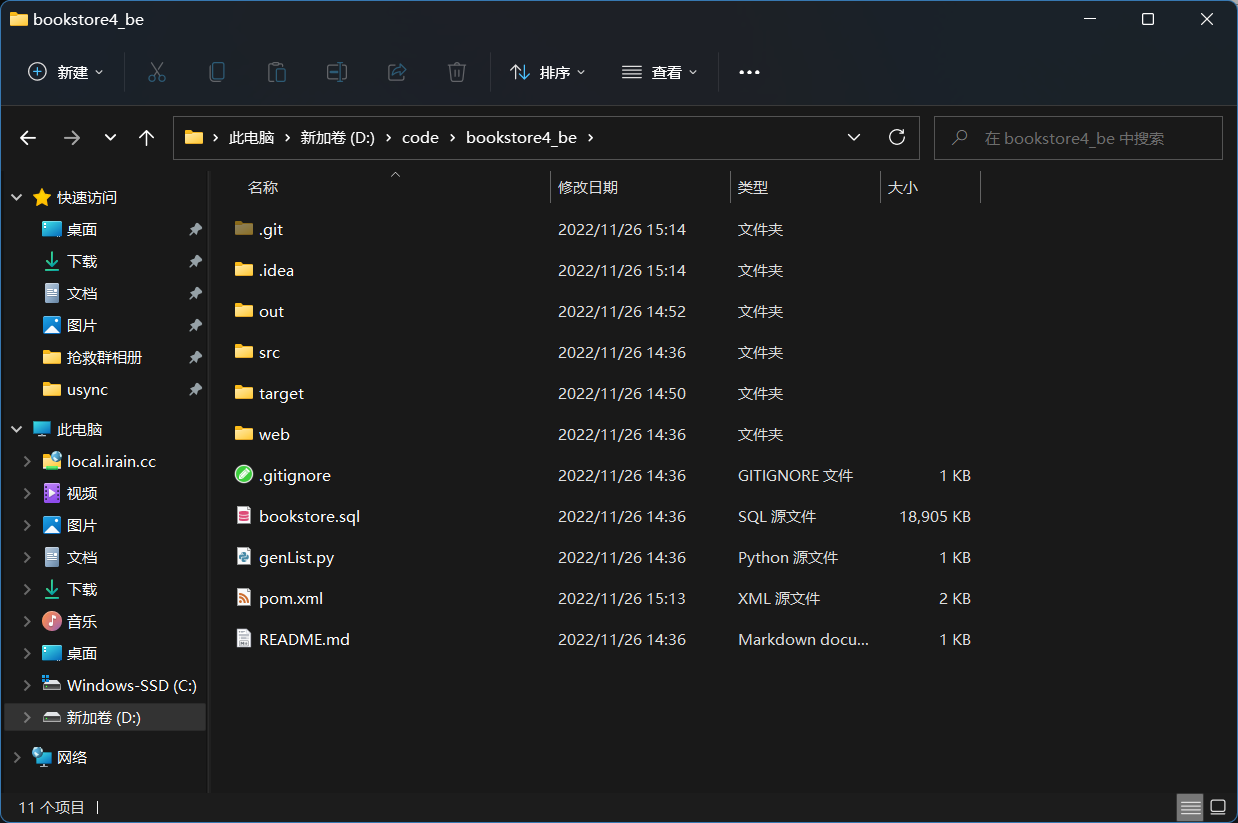 bookstore4_be
新建
排序
查看
此电脑 新加卷 (D:) code bookstore4_be
在 bookstore4_be 中搜索
快速访问
桌面
下载
文档
图片
抢救群相册
usync
此电脑
local.irain.cc
视频
图片
文档
下载
音乐
桌面
Windows-SSD (C:)
新加卷 (D:)
网络
名称 修改日期 类型 大小
.git 2022/11/26 15:14 文件夹
.idea 2022/11/26 15:14 文件夹
out 2022/11/26 14:52 文件夹
src 2022/11/26 14:36 文件夹
target 2022/11/26 14:50 文件夹
web 2022/11/26 14:36 文件夹
.gitignore 2022/11/26 14:36 GITIGNORE 文件 1 KB
bookstore.sql 2022/11/26 14:36 SQL 源文件 18,905 KB
genList.py 2022/11/26 14:36 Python 源文件 1 KB
pom.xml 2022/11/26 15:13 XML 源文件 2 KB
README.md 2022/11/26 14:36 Markdown docu... 1 KB
11 个项目